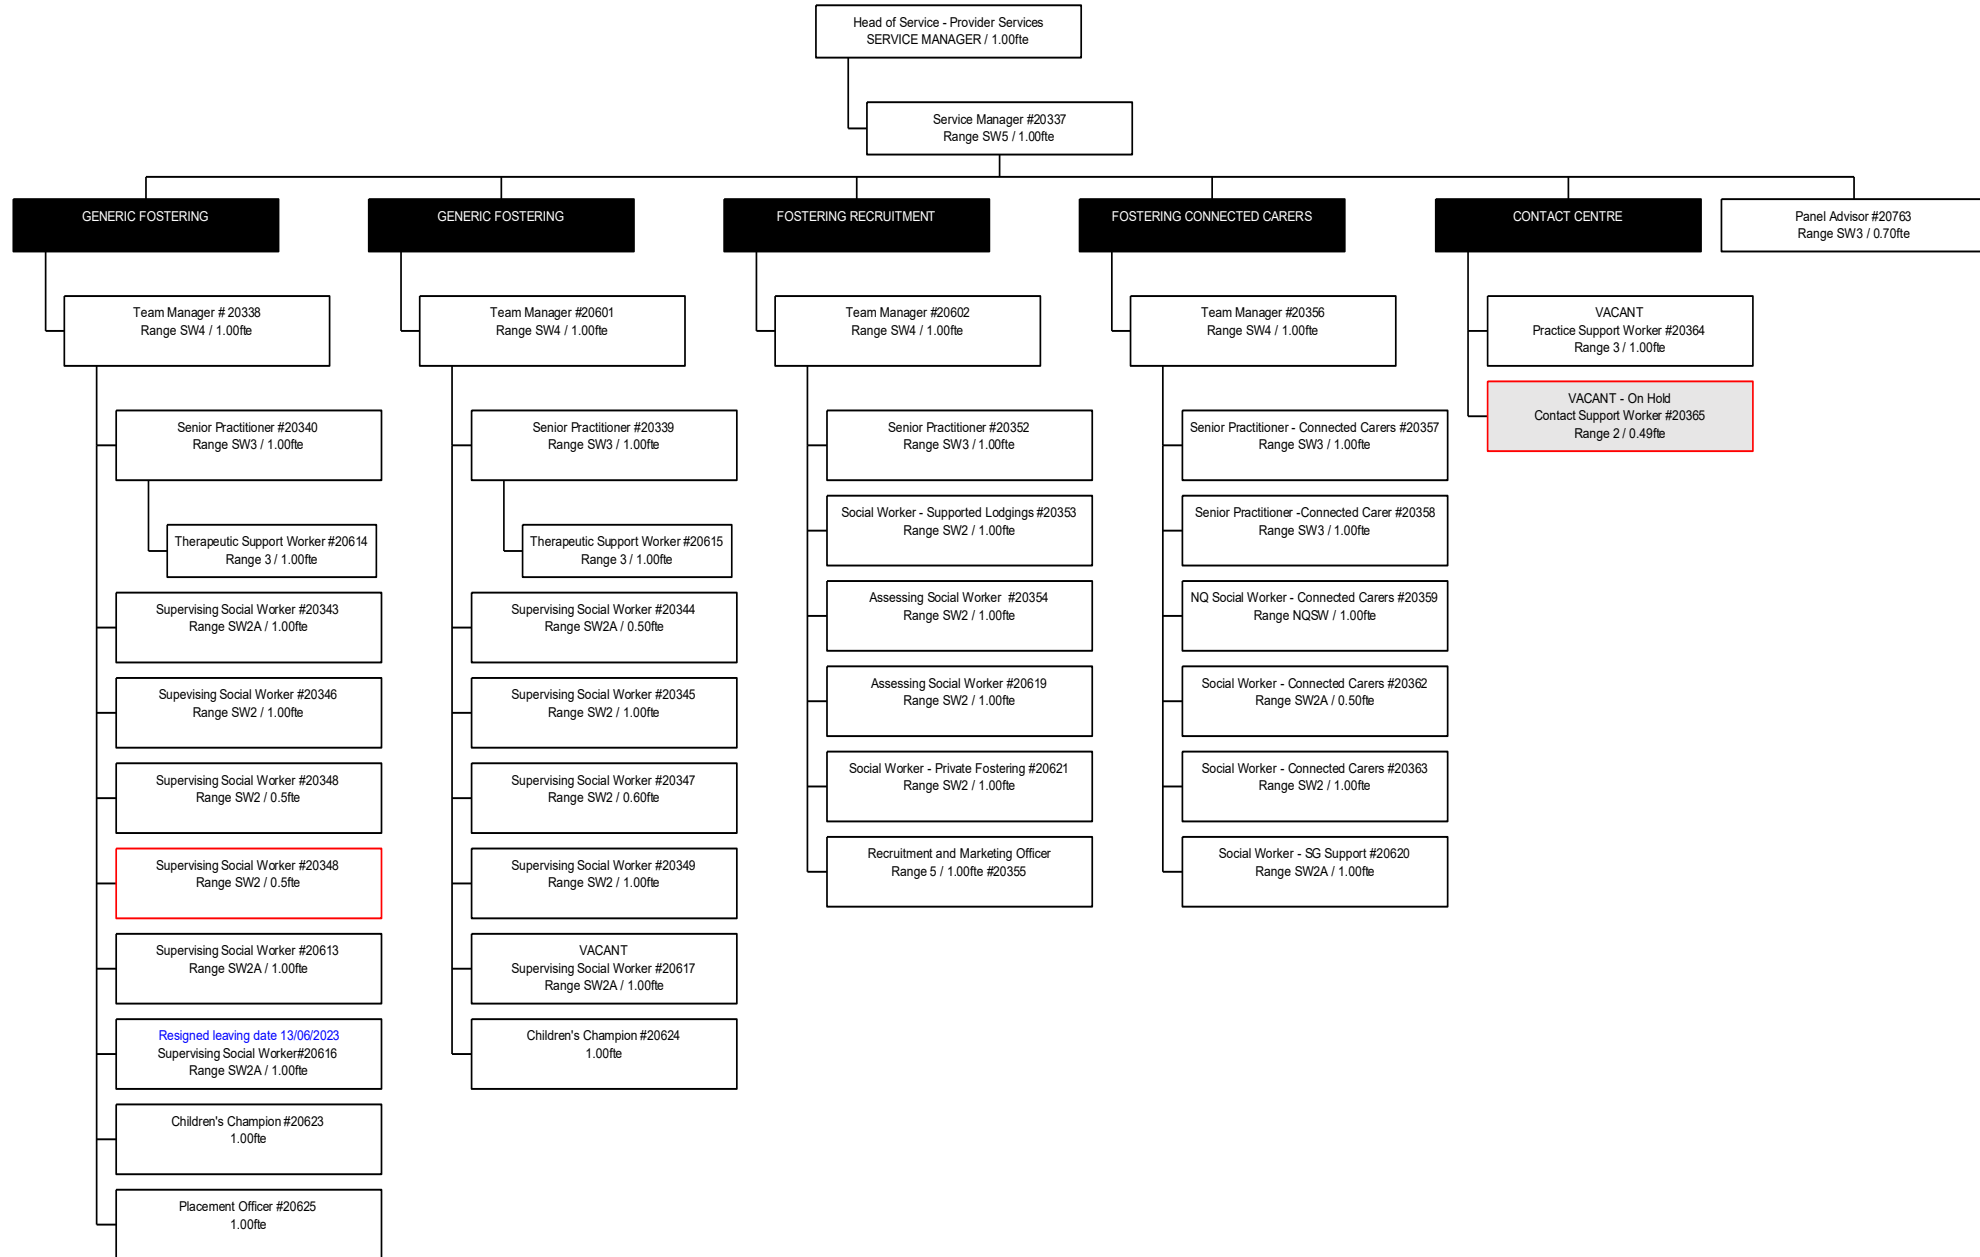 Head of Service - Provider Services
SERVICE MANAGER / 1.00fte
Service Manager #20337
Range SW5 / 1.00fte
GENERIC FOSTERING
Team Manager # 20338
Range SW4 / 1.00fte
Senior Practitioner #20340
Range SW3 / 1.00fte
Therapeutic Support Worker #20614
Range 3 / 1.00fte
Supervising Social Worker #20343
Range SW2A / 1.00fte
Supevising Social Worker #20346
Range SW2 / 1.00fte
Supervising Social Worker #20348
Range SW2 / 0.5fte
Supervising Social Worker #20348
Range SW2 / 0.5fte
Supervising Social Worker #20613
Range SW2A / 1.00fte
Resigned leaving date 13/06/2023
Supervising Social Worker#20616
Range SW2A / 1.00fte
Children's Champion #20623
1.00fte
Placement Officer #20625
1.00fte
GENERIC FOSTERING
Team Manager #20601
Range SW4 / 1.00fte
Senior Practitioner #20339
Range SW3 / 1.00fte
Therapeutic Support Worker #20615
Range 3 / 1.00fte
Supervising Social Worker #20344
Range SW2A / 0.50fte
Supervising Social Worker #20345
Range SW2 / 1.00fte
Supervising Social Worker #20347
Range SW2 / 0.60fte
Supervising Social Worker #20349
Range SW2 / 1.00fte
VACANT
Supervising Social Worker #20617
Range SW2A / 1.00fte
Children's Champion #20624
1.00fte
FOSTERING RECRUITMENT
Team Manager #20602
Range SW4 / 1.00fte
Senior Practitioner #20352
Range SW3 / 1.00fte
Social Worker - Supported Lodgings #20353
Range SW2 / 1.00fte
Assessing Social Worker #20354
Range SW2 / 1.00fte
Assessing Social Worker #20619
Range SW2 / 1.00fte
Social Worker - Private Fostering #20621
Range SW2 / 1.00fte
Recruitment and Marketing Officer
Range 5 / 1.00fte #20355
FOSTERING CONNECTED CARERS
Team Manager #20356
Range SW4 / 1.00fte
Senior Practitioner - Connected Carers #20357
Range SW3 / 1.00fte
Senior Practitioner -Connected Carer #20358
Range SW3 / 1.00fte
NQ Social Worker - Connected Carers #20359
Range NQSW / 1.00fte
Social Worker - Connected Carers #20362
Range SW2A / 0.50fte
Social Worker - Connected Carers #20363
Range SW2 / 1.00fte
Social Worker - SG Support #20620
Range SW2A / 1.00fte
CONTACT CENTRE
VACANT
Practice Support Worker #20364
Range 3 / 1.00fte
VACANT - On Hold
Contact Support Worker #20365
Range 2 / 0.49fte
Panel Advisor #20763
Range SW3 / 0.70fte